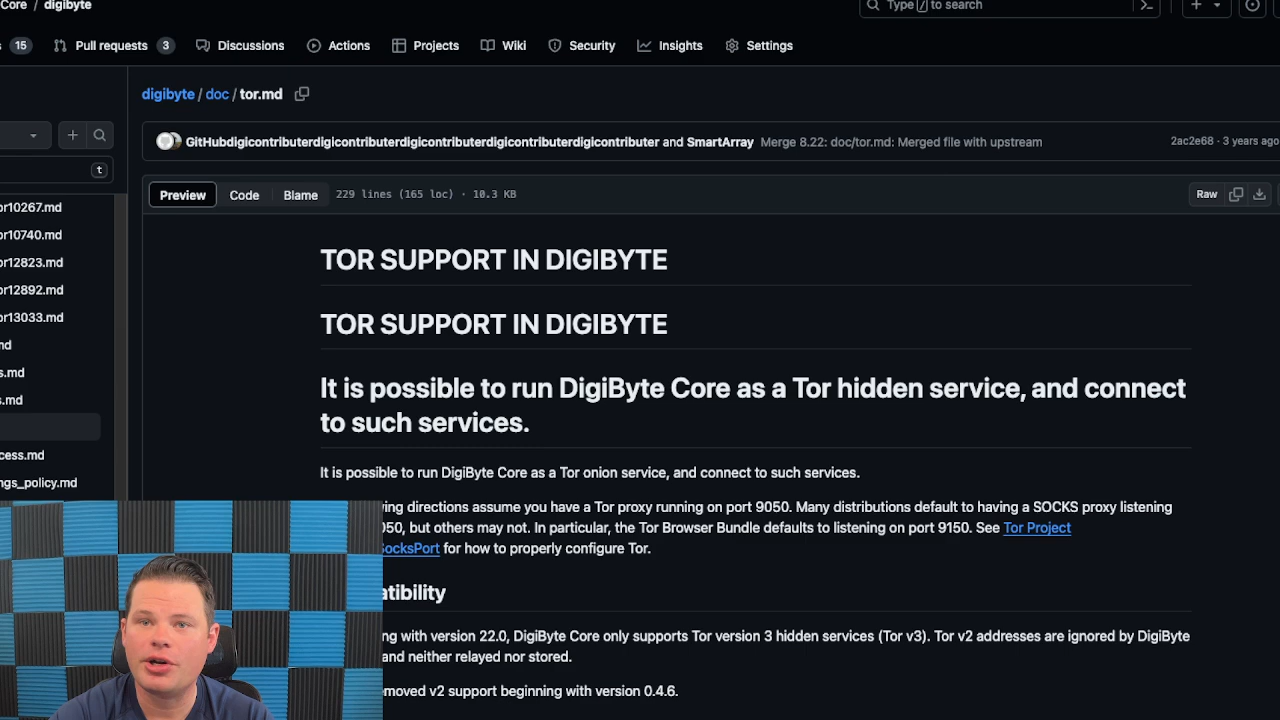 Core / digibyte
Type / to search
15
Pull requests 3
Discussions
Actions
Projects
Wiki
Security
Insights
Settings
digibyte / doc / tor.md
GitHubdigicontributerdigicontributerdigicontributerdigicontributerdigicontributer and SmartArray Merge 8.22: doc/tor.md: Merged file with upstream
2ac2e68 · 3 years ago
t
Preview
Code
Blame
229 lines (165 loc) · 10.3 KB
Raw
or10267.md
or10740.md
or12823.md
or12892.md
or13033.md
md
s.md
s.md
cess.md
ngs_policy.md
TOR SUPPORT IN DIGIBYTE
TOR SUPPORT IN DIGIBYTE
It is possible to run DigiByte Core as a Tor hidden service, and connect
to such services.
It is possible to run DigiByte Core as a Tor onion service, and connect to such services.
ving directions assume you have a Tor proxy running on port 9050. Many distributions default to having a SOCKS proxy listening
050, but others may not. In particular, the Tor Browser Bundle defaults to listening on port 9150. See Tor Project
SocksPort for how to properly configure Tor.
atibility
ng with version 22.0, DigiByte Core only supports Tor version 3 hidden services (Tor v3). Tor v2 addresses are ignored by DigiByte
and neither relayed nor stored.
emoved v2 support beginning with version 0.4.6.